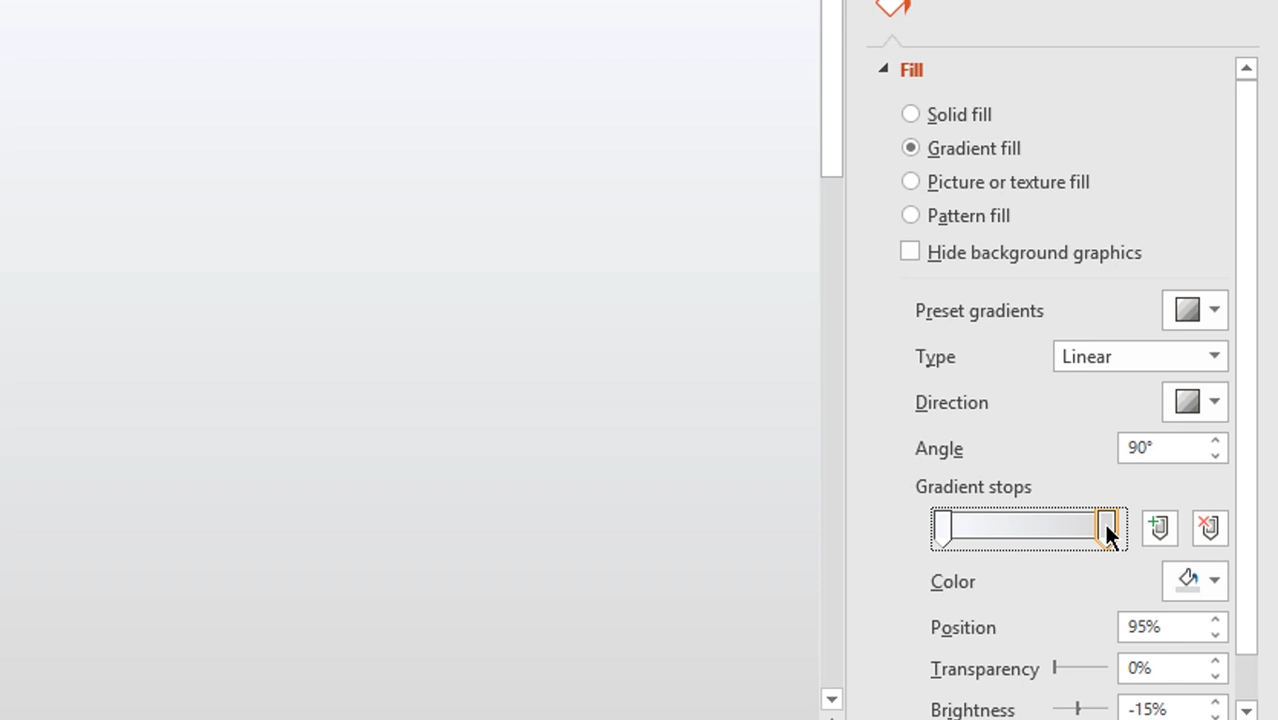 Fill
Solid fill
Gradient fill
Picture or texture fill
Pattern fill
Hide background graphics
Preset gradients
Type Linear
Direction
Angle 90°
Gradient stops
Color
Position 95%
Transparency 0%
Brightness -15%